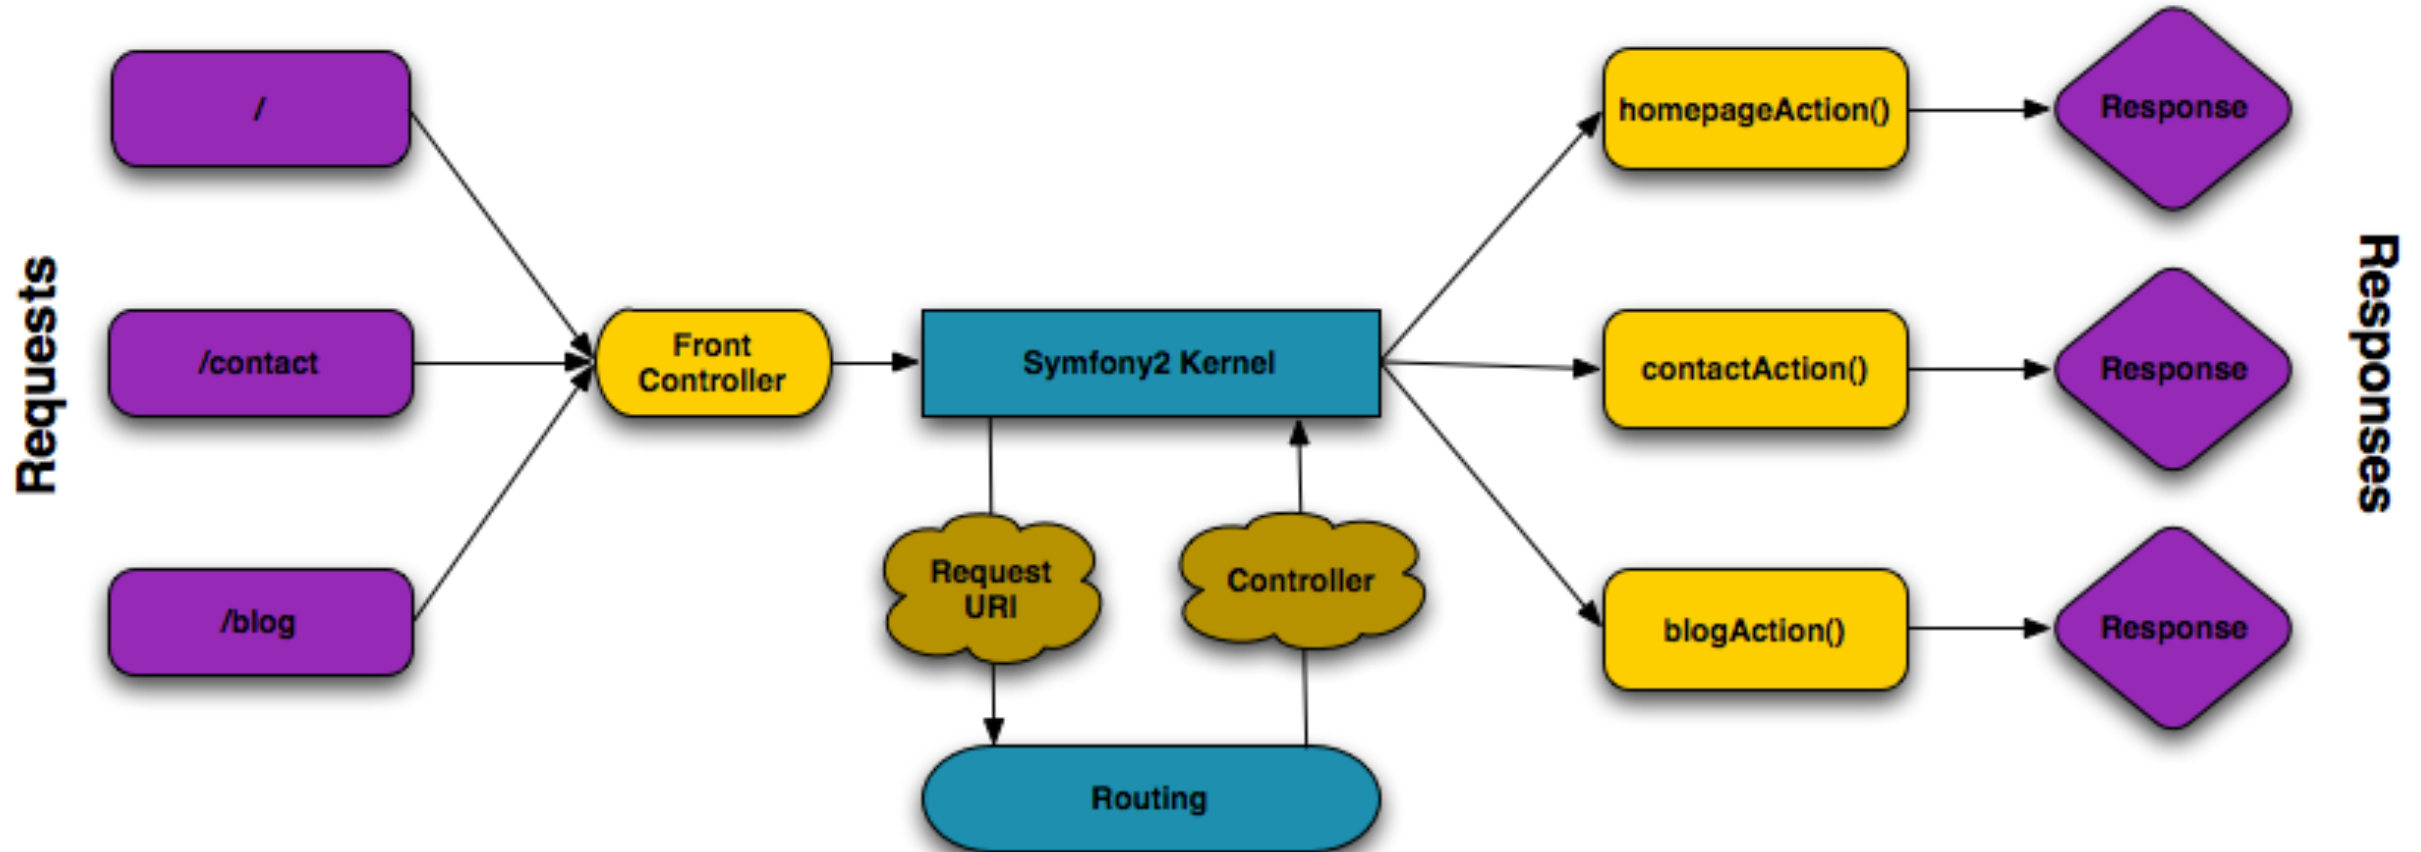 Requests
/
/contact
/blog
Front
Controller
Symfony2 Kernel
Request
URI
Controller
Routing
homepageAction()
contactAction()
blogAction()
Response
Response
Response
Responses